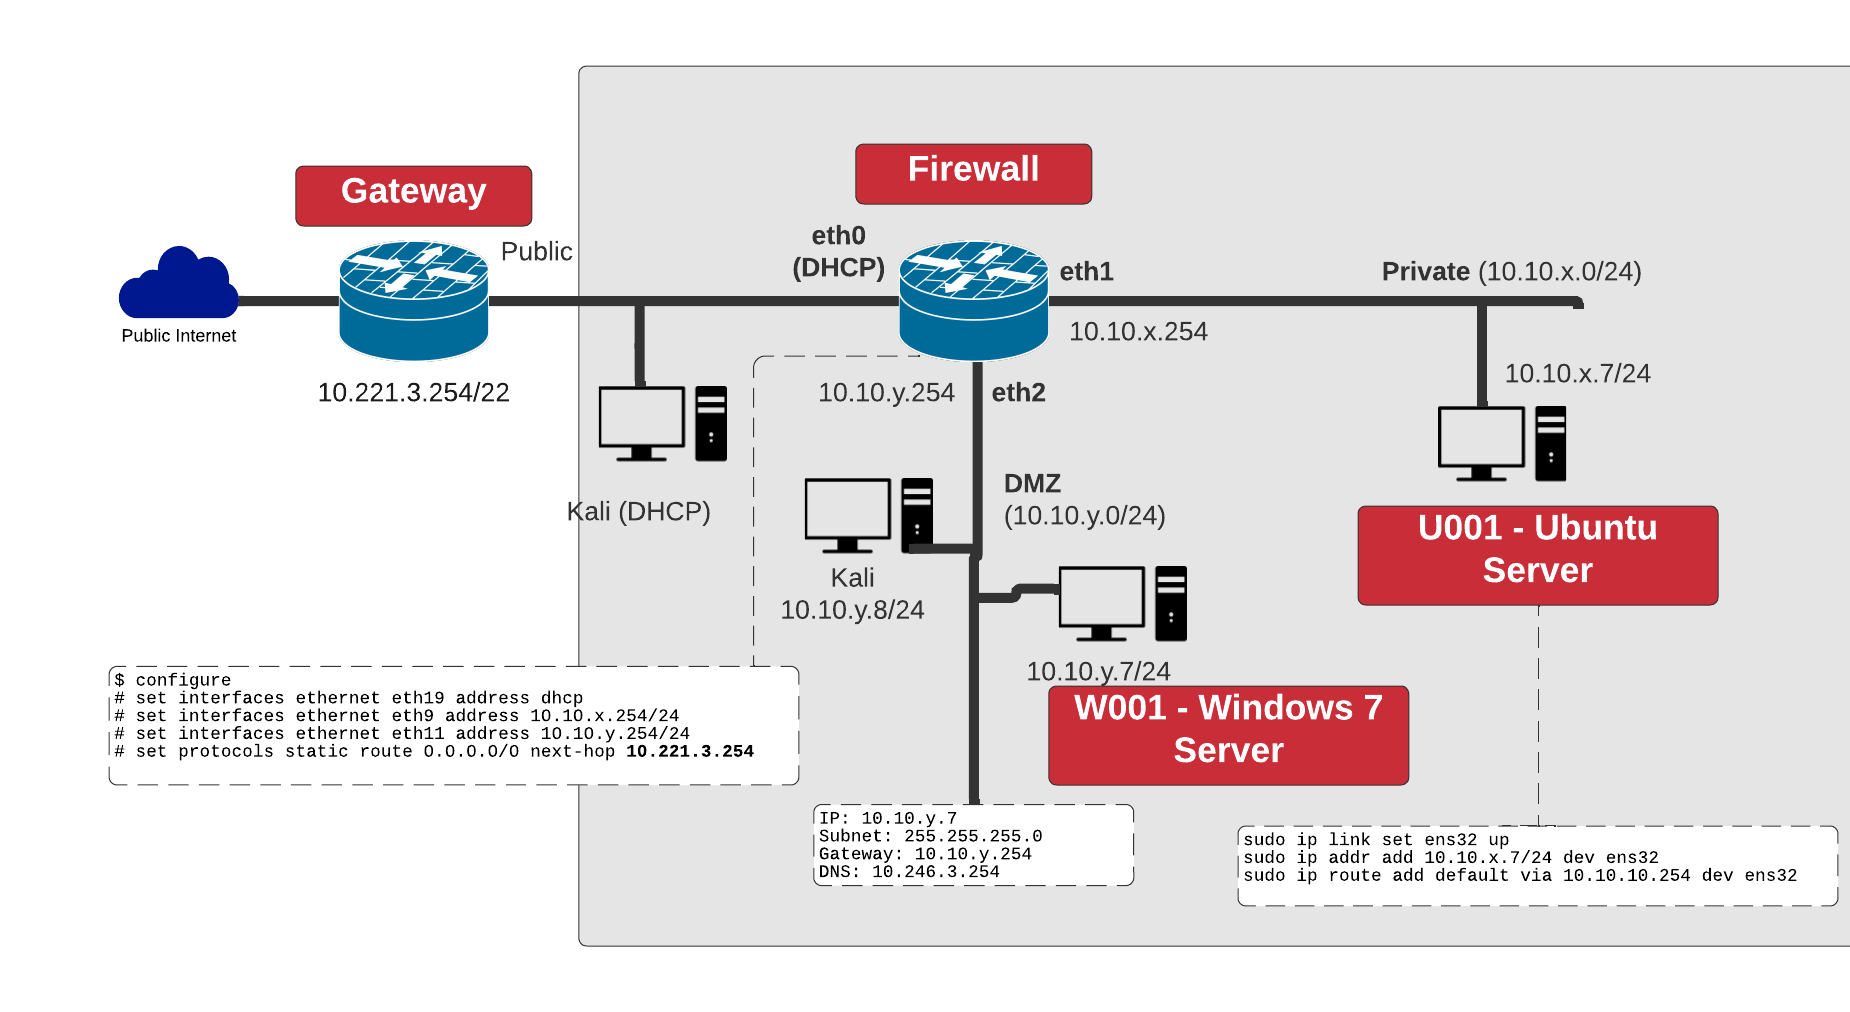 Firewall
Gateway
Public
eth0
(DHCP)
eth1
Private (10.10.x.0/24)
Public Internet
10.10.x.254
10.221.3.254/22
10.10.y.254
eth2
10.10.x.7/24
DMZ
(10.10.y.0/24)
Kali (DHCP)
U001 - Ubuntu
Server
Kali
10.10.y.8/24
10.10.y.7/24
$ configure
# set interfaces ethernet eth19 address dhcp
# set interfaces ethernet eth9 address 10.10.x.254/24
# set interfaces ethernet eth11 address 10.10.y.254/24
# set protocols static route 0.0.0.0/0 next-hop 10.221.3.254
W001 - Windows 7
Server
IP: 10.10.y.7
Subnet: 255.255.255.0
Gateway: 10.10.y.254
DNS: 10.246.3.254
sudo ip link set ens32 up
sudo ip addr add 10.10.x.7/24 dev ens32
sudo ip route add default via 10.10.10.254 dev ens32